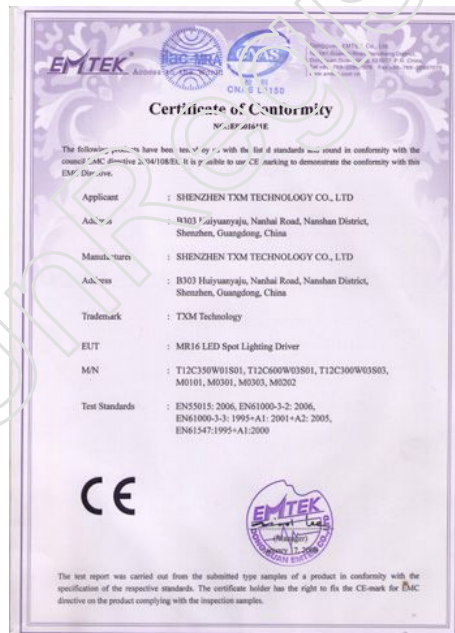 EMTEK
ilac-MRA
CNAS
CNAS L3150
Certificate of Conformity
The following have been by with the standards and found in conformity with the
council EMC directive 2004/108/EC. It is possible to use CE marking to demonstrate the conformity with this
EMC Directive.
Applicant : SHENZHEN TXM TECHNOLOGY CO., LTD
Address : B303 Huiyuanyaju, Nanhai Road, Nanshan District,
Shenzhen, Guangdong, China
Manufacturer : SHENZHEN TXM TECHNOLOGY CO., LTD
Address : B303 Huiyuanyaju, Nanhai Road, Nanshan District,
Shenzhen, Guangdong, China
Trademark : TXM Technology
EUT : MR16 LED Spot Lighting Driver
M/N : T12C350W01S01, T12C600W03S01, T12C300W03S03,
M0101, M0301, M0303, M0202
Test Standards : EN55015: 2006, EN61000-3-2: 2006,
EN61000-3-3: 1995+A1: 2001+A2: 2005,
EN61547:1995+A1:2000
CE
EMTEK
(Manager)
The test report was carried out from the submitted type samples of a product in conformity with the
specification of the respective standards. The certificate holder has the right to fix the CE-mark for EMC
directive on the product complying with the inspection samples.